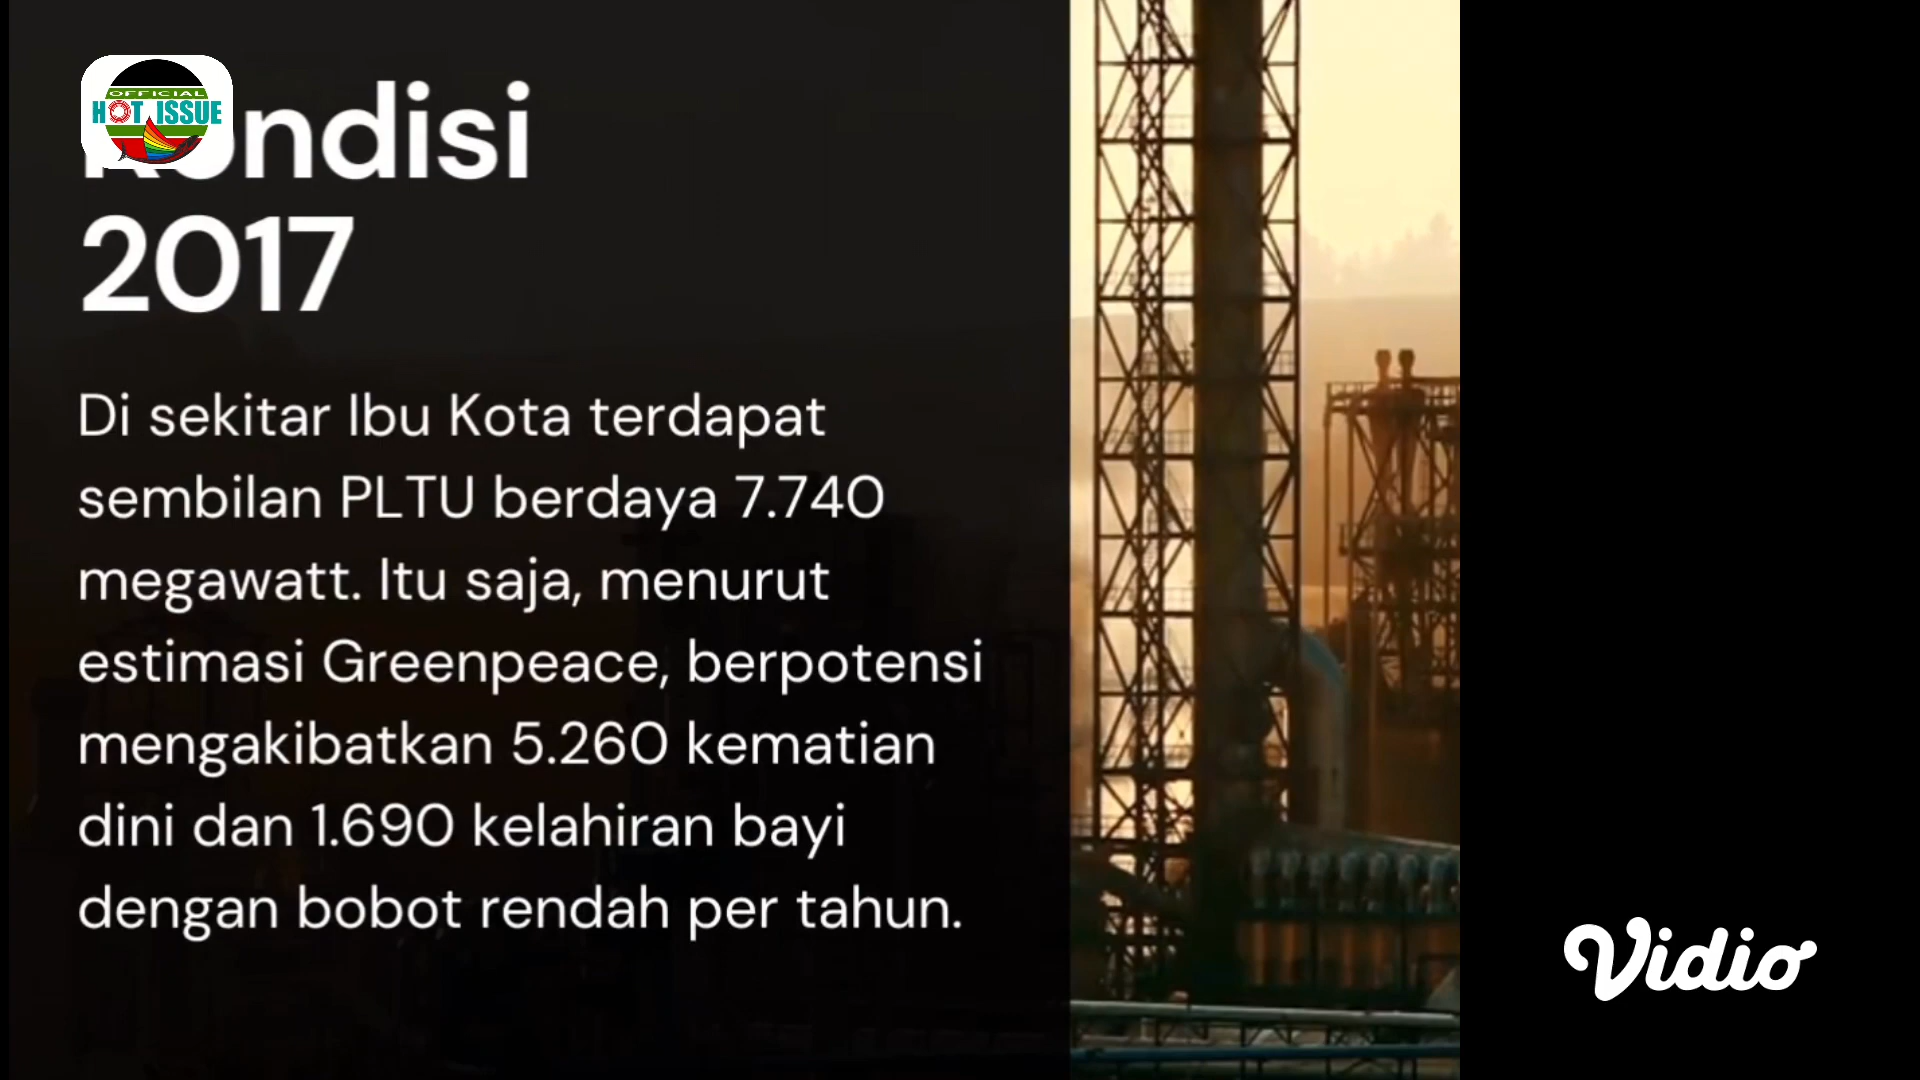 OFFICIAL
HOT ISSUE
Kondisi
2017
Di sekitar Ibu Kota terdapat
sembilan PLTU berdaya 7.740
megawatt. Itu saja, menurut
estimasi Greenpeace, berpotensi
mengakibatkan 5.260 kematian
dini dan 1.690 kelahiran bayi
dengan bobot rendah per tahun.
Vidio